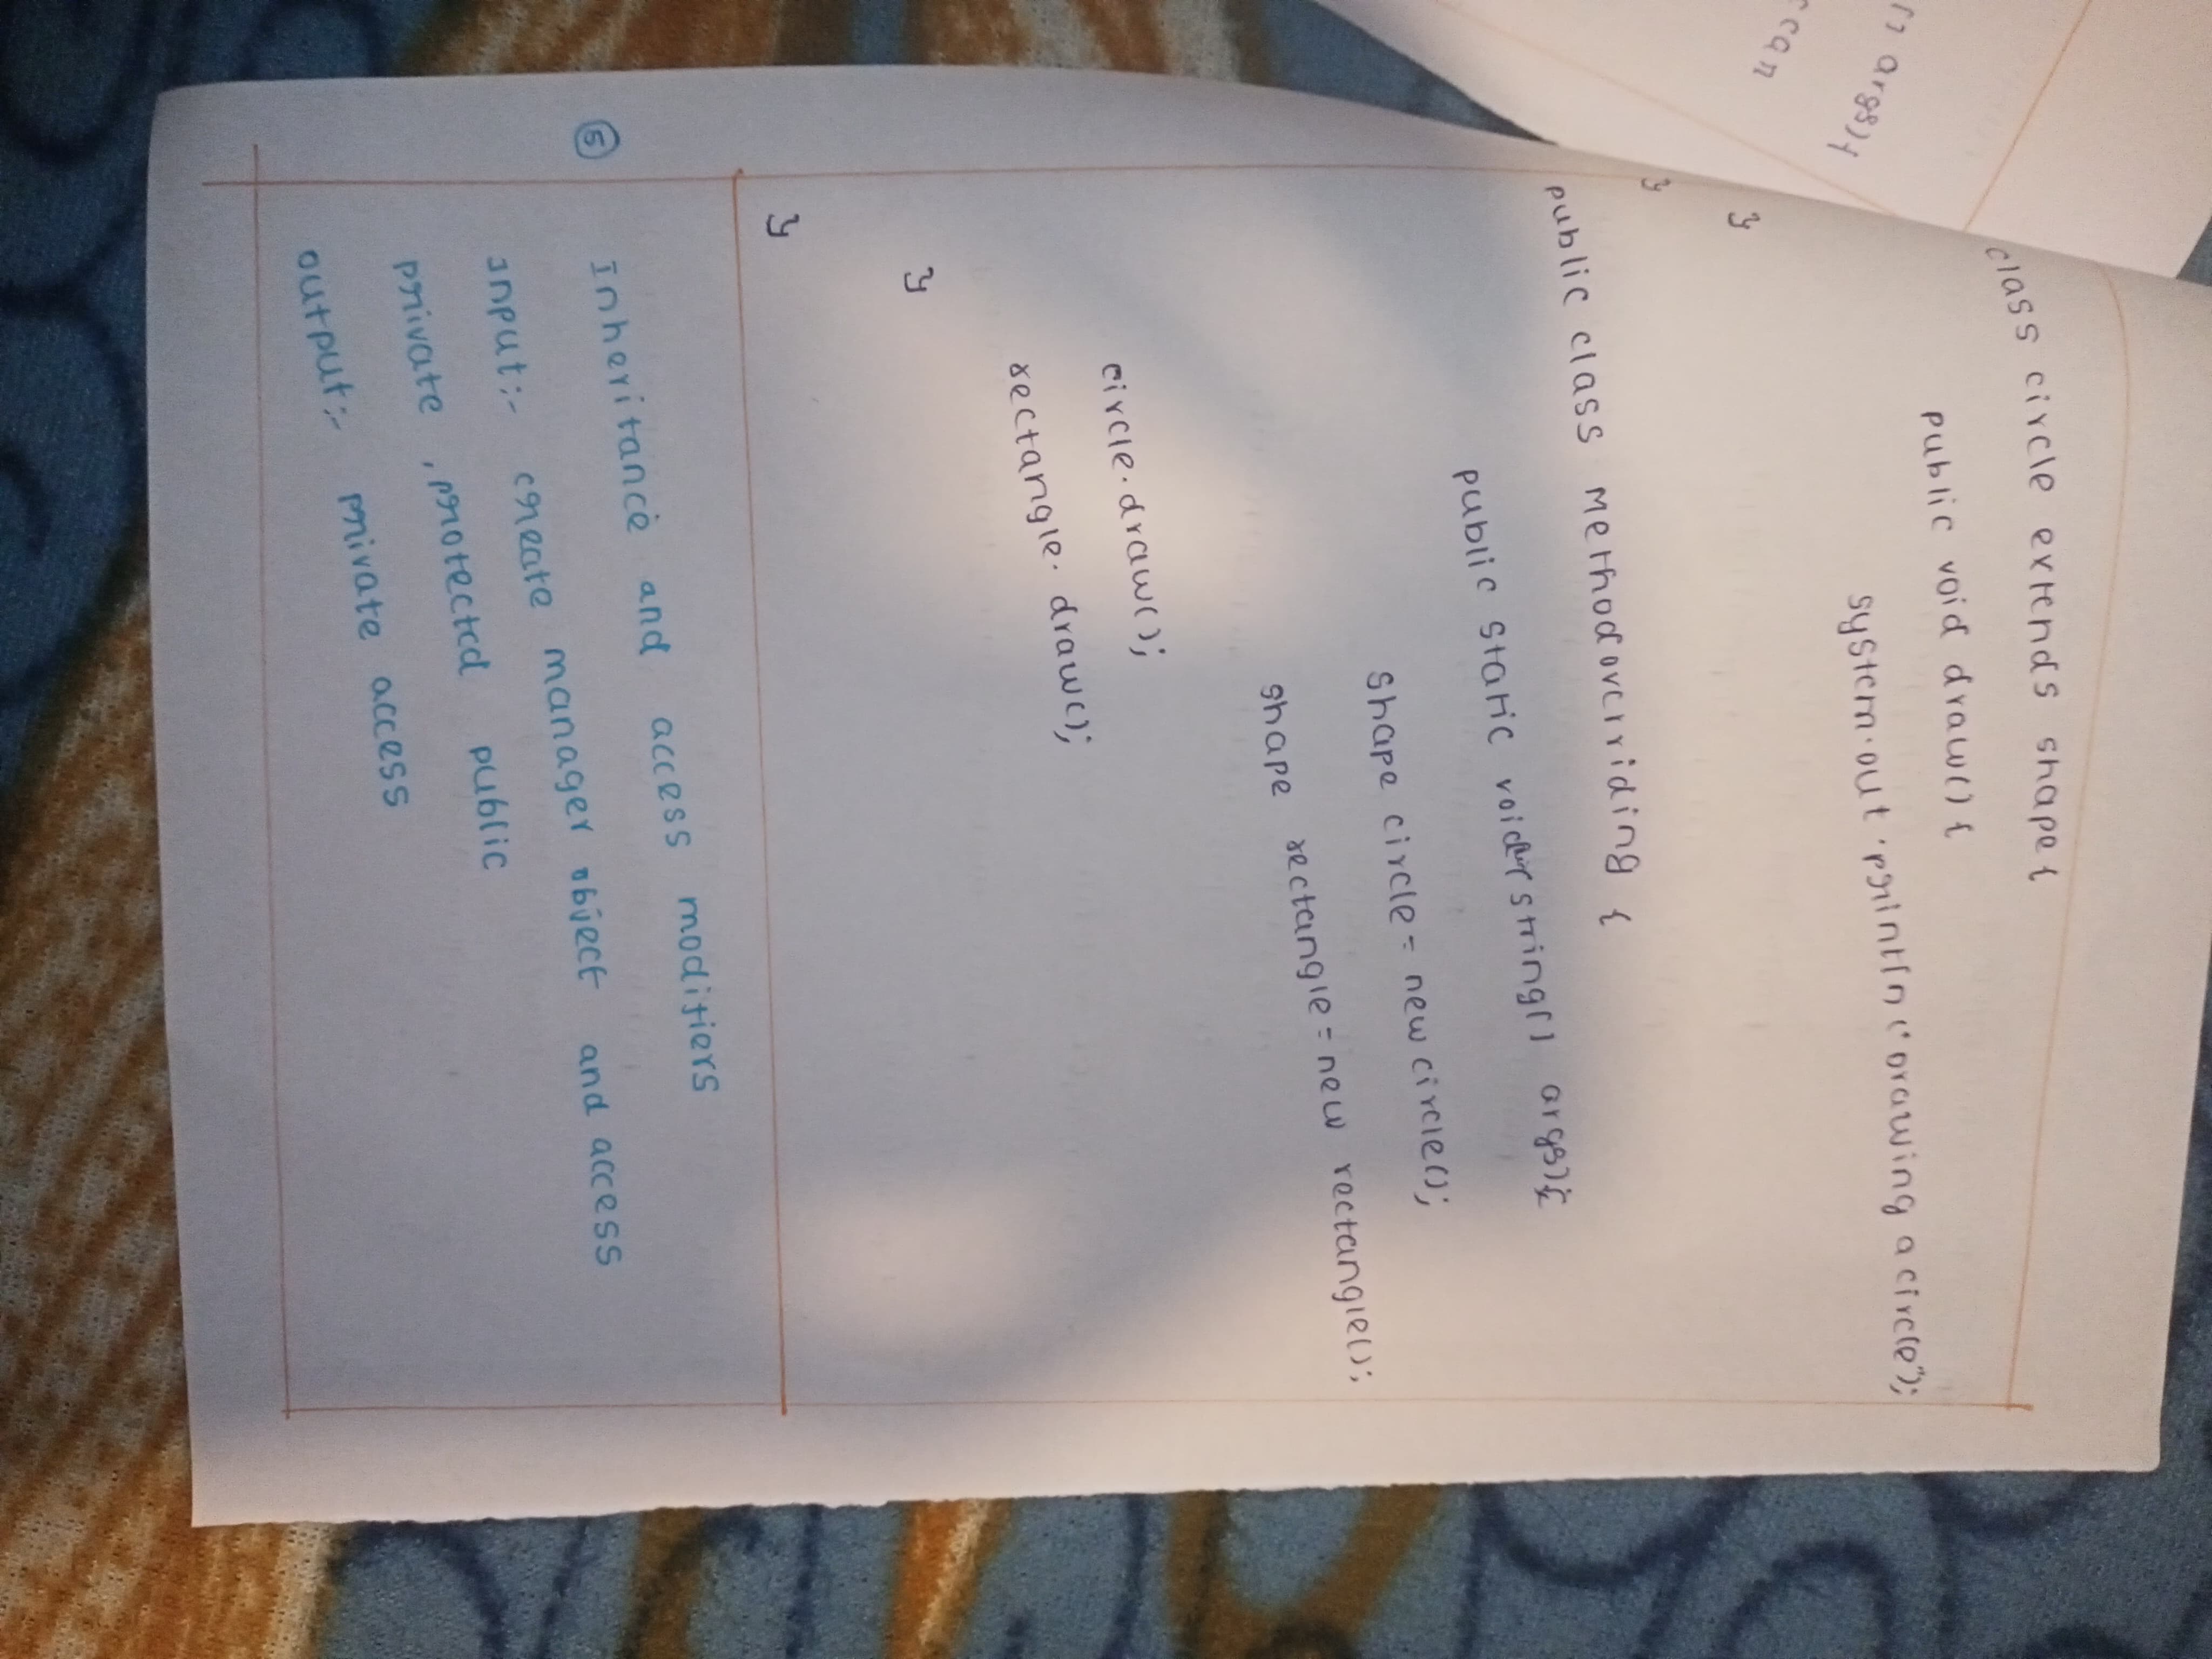 [] args){
can
class circle extends shape{
public void draw() {
system.out.println("Drawing a circle");
}
}
public class methodoverriding {
public static void string[] args){
shape circle = new circle();
shape rectangle = new rectangle();
circle.draw();
rectangle.draw();
}
}
5 Inheritance and access modifiers
Input:- create manager object and access
private, protected public
output:- private access